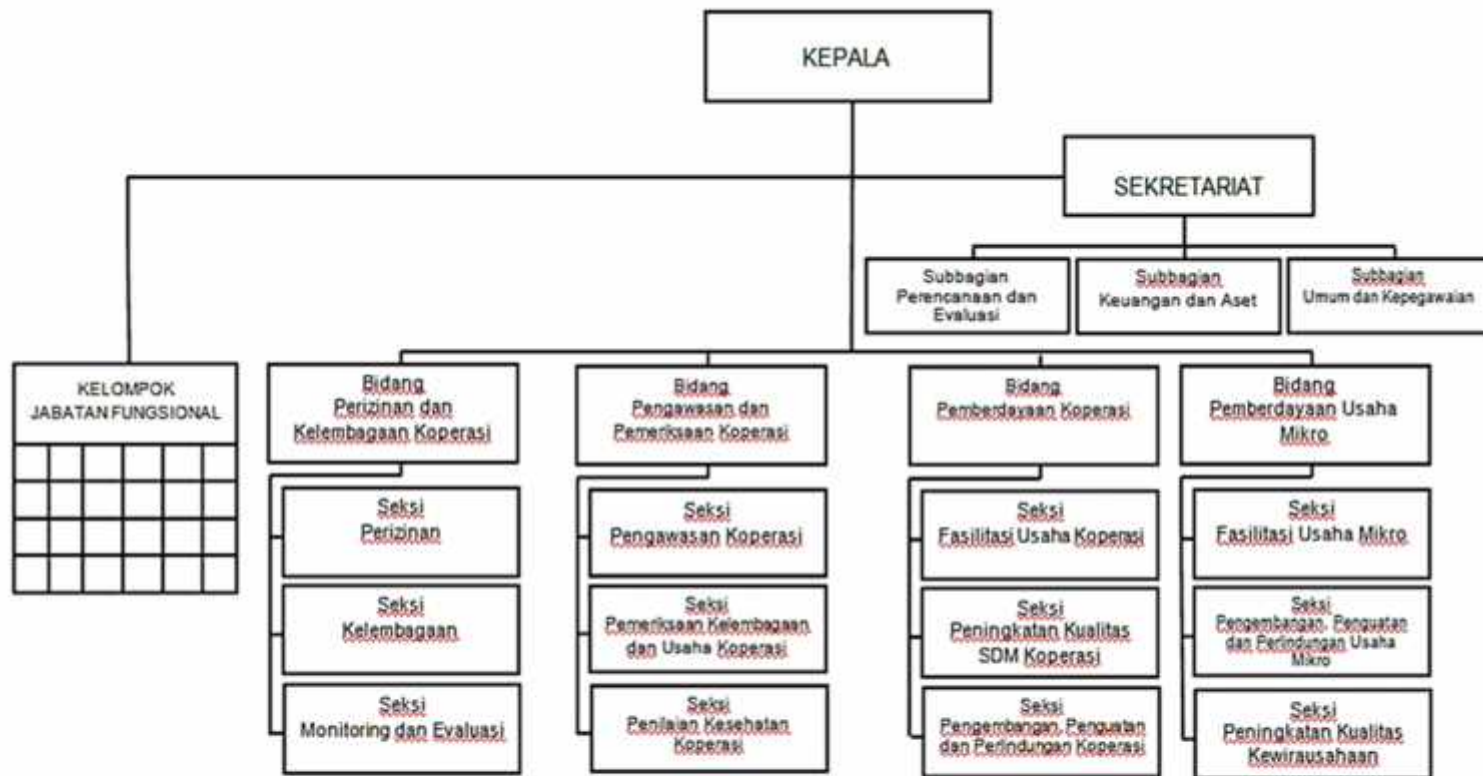 KEPALA
SEKRETARIAT
Subbagian
Perencanaan dan
Evaluasi
Subbagian
Keuangan dan Aset
Subbagian
Umum dan Kepegawaian
KELOMPOK
JABATAN FUNGSIONAL
Bidang
Perizinan dan
Kelembagaan Koperasi
Seksi
Perizinan
Seksi
Kelembagaan
Seksi
Monitoring dan Evaluasi
Bidang
Pengawasan dan
Pemeriksaan Koperasi
Seksi
Pengawasan Koperasi
Seksi
Pemeriksaan Kelembagaan
dan Usaha Koperasi
Seksi
Penilaian Kesehatan
Koperasi
Bidang
Pemberdayaan Koperasi
Seksi
Fasilitasi Usaha Koperasi
Seksi
Peningkatan Kualitas
SDM Koperasi
Seksi
Pengembangan, Penguatan
dan Perlindungan Koperasi
Bidang
Pemberdayaan Usaha
Mikro
Seksi
Fasilitasi Usaha Mikro
Seksi
Pengembangan, Penguatan
dan Perlindungan Usaha
Mikro
Seksi
Peningkatan Kualitas
Kewirausahaan